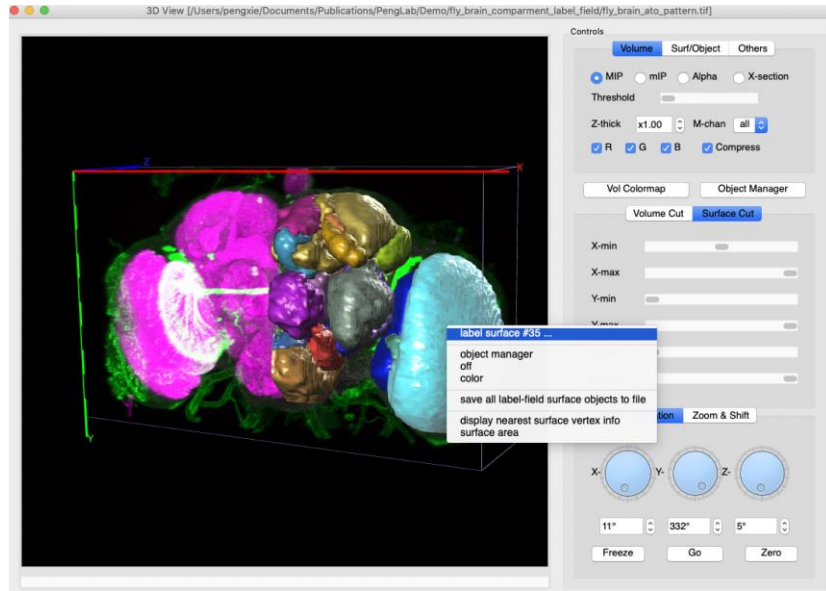 3D View [/Users/pengxie/Documents/Publications/PengLab/Demo/fly_brain_comparment_label_field/fly_brain_ato_pattern.tif]
Controls
Volume Surf/Object Others
MIP mIP Alpha X-section
Threshold
Z-thick x1.00 M-chan all
R G B Compress
Vol Colormap Object Manager
Volume Cut Surface Cut
X-min
X-max
Y-min
Y-max
Z
X
Y
label surface #35 ...
object manager
off
color
save all label-field surface objects to file
display nearest surface vertex info
surface area
Zoom & Shift
X- Y- Z-
11° 332° 5°
Freeze Go Zero